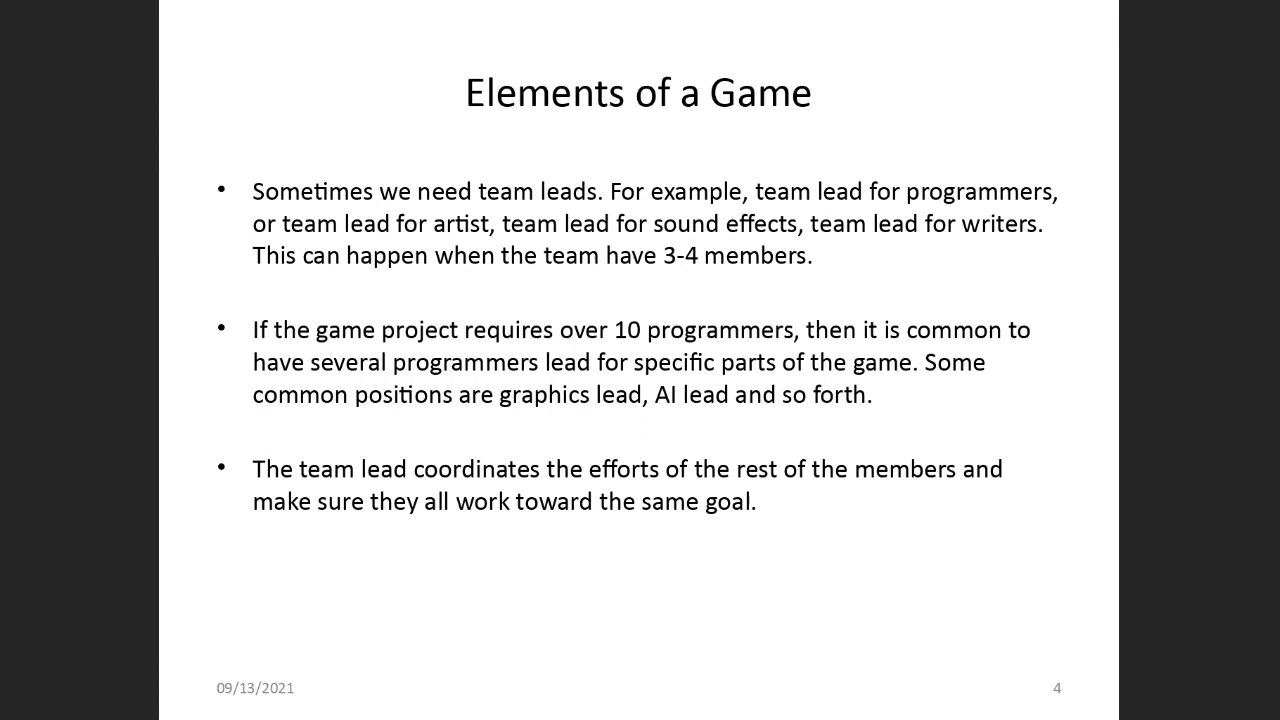 Elements of a Game
• Sometimes we need team leads. For example, team lead for programmers,
or team lead for artist, team lead for sound effects, team lead for writers.
This can happen when the team have 3-4 members.
• If the game project requires over 10 programmers, then it is common to
have several programmers lead for specific parts of the game. Some
common positions are graphics lead, AI lead and so forth.
• The team lead coordinates the efforts of the rest of the members and
make sure they all work toward the same goal.
09/13/2021
4